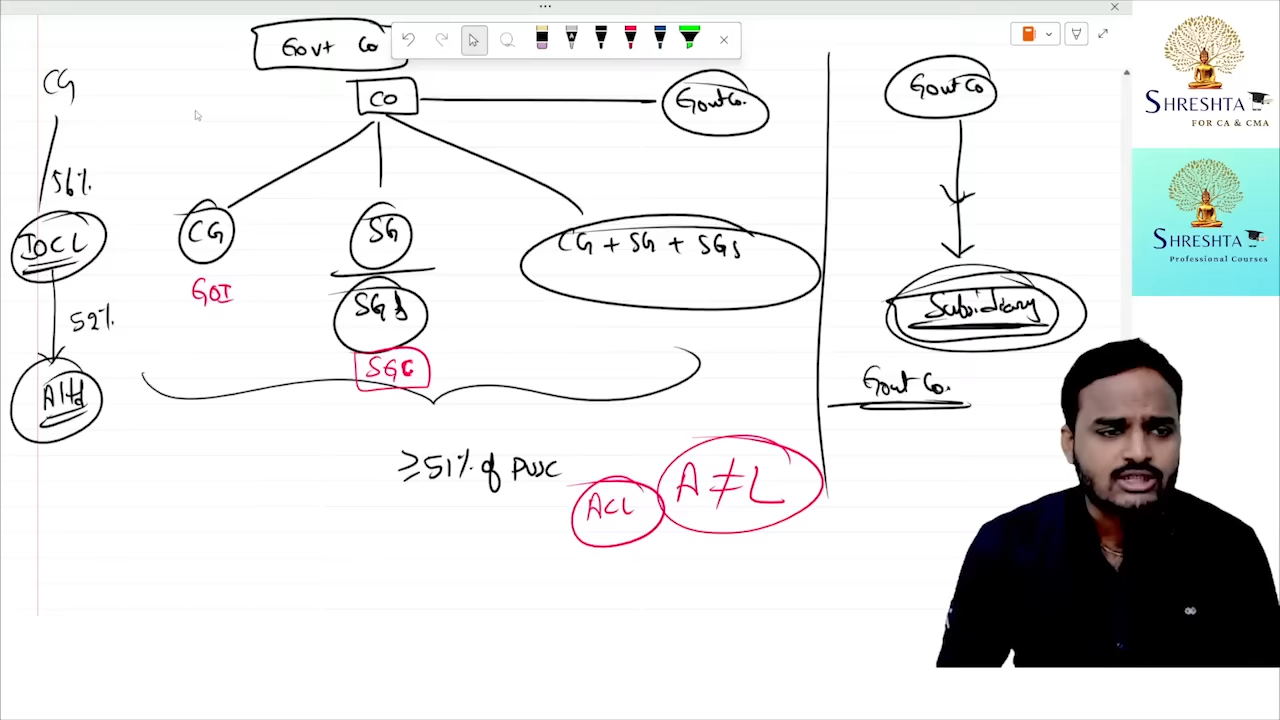 Govt Co
CG
CO
Govt Co.
Govt Co
56%
IOCL
CG
SG
CG + SG + SGs
GOI
SGs
SGG
52%
A ltd
Subsidiary
Govt Co.
≥51% of PUSC
ACL
A ≠ L
SHRESHTA
FOR CA & CMA
SHRESHTA
Professional Courses